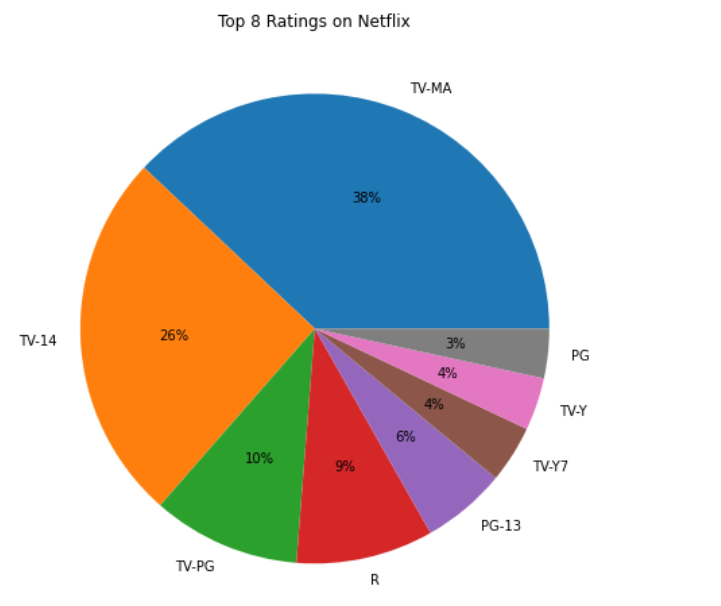 Top 8 Ratings on Netflix
TV-MA
38%
TV-14
26%
TV-PG
10%
R
9%
PG-13
6%
TV-Y7
4%
TV-Y
4%
PG
3%